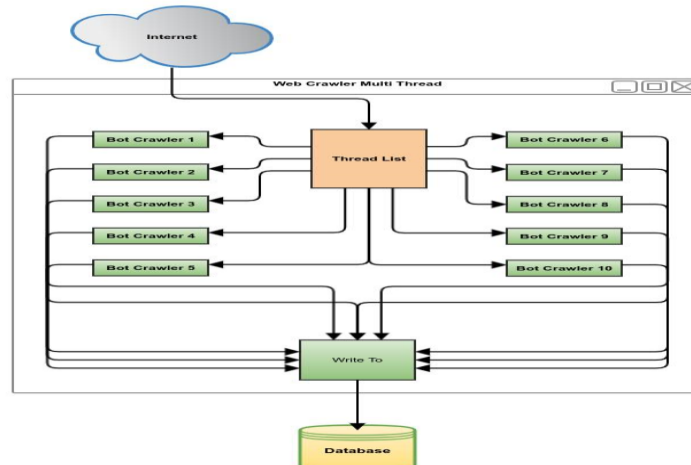 Internet
Web Crawler Multi Thread
Bot Crawler 1
Thread List
Bot Crawler 6
Bot Crawler 2
Bot Crawler 7
Bot Crawler 3
Bot Crawler 8
Bot Crawler 4
Bot Crawler 9
Bot Crawler 5
Bot Crawler 10
Write To
Database